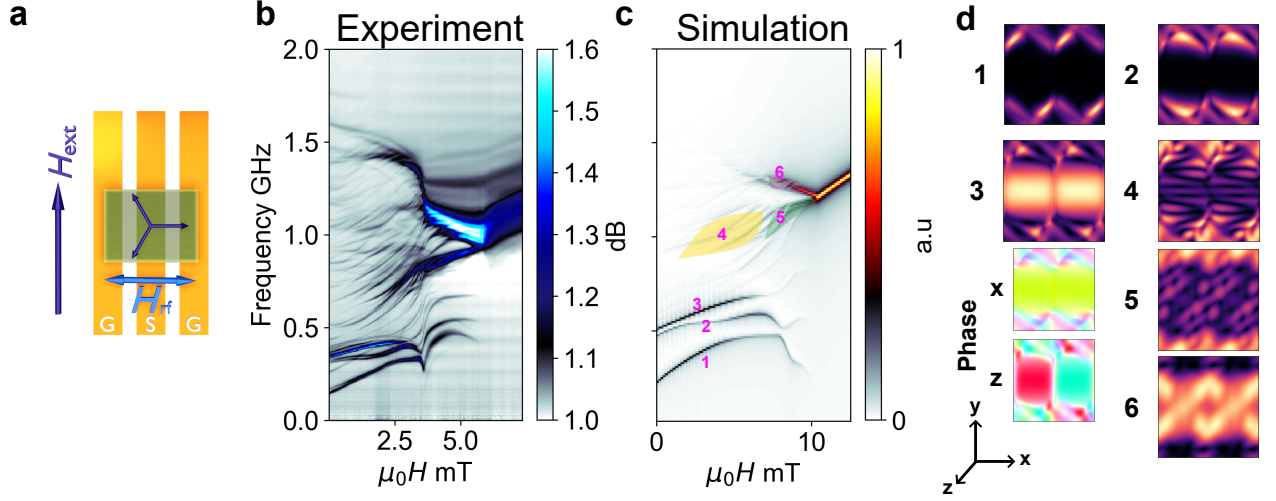 a
H_ext
H_rf
G S G
b
Experiment
2.0
1.5
1.0
0.5
0.0
Frequency GHz
2.5
5.0
μ₀H mT
1.6
1.5
1.4
1.3
1.2
1.1
1.0
dB
c
Simulation
6
5
4
3
2
1
0
10
μ₀H mT
1
0
a.u
d
1
2
3
4
x
5
Phase
z
6
y
x
z